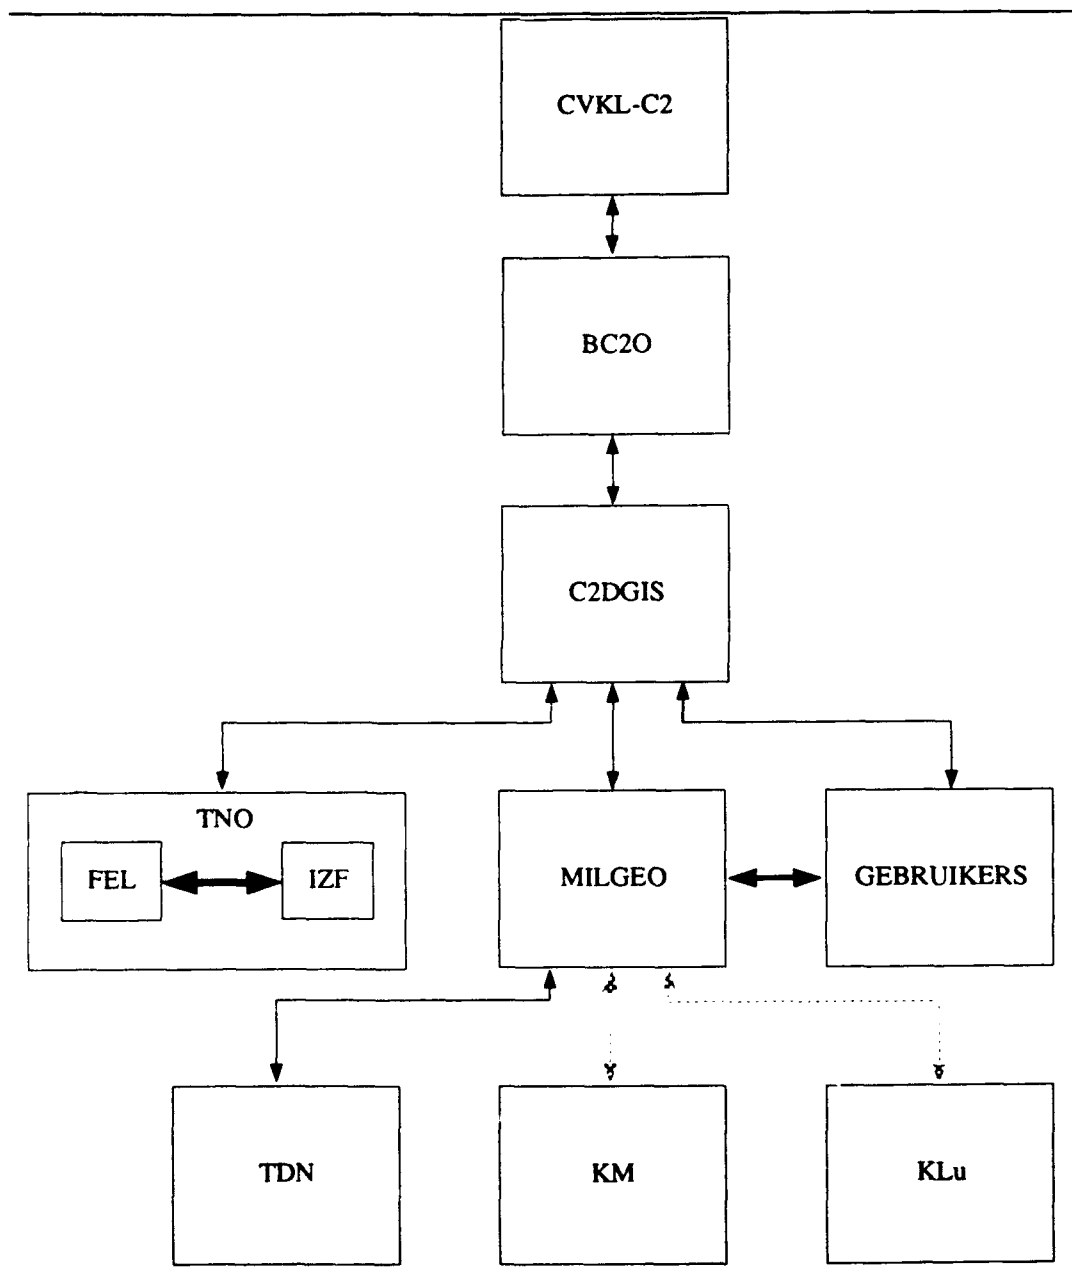 CVKL-C2
BC2O
C2DGIS
TNO
FEL
IZF
MILGEO
GEBRUIKERS
TDN
KM
KLu